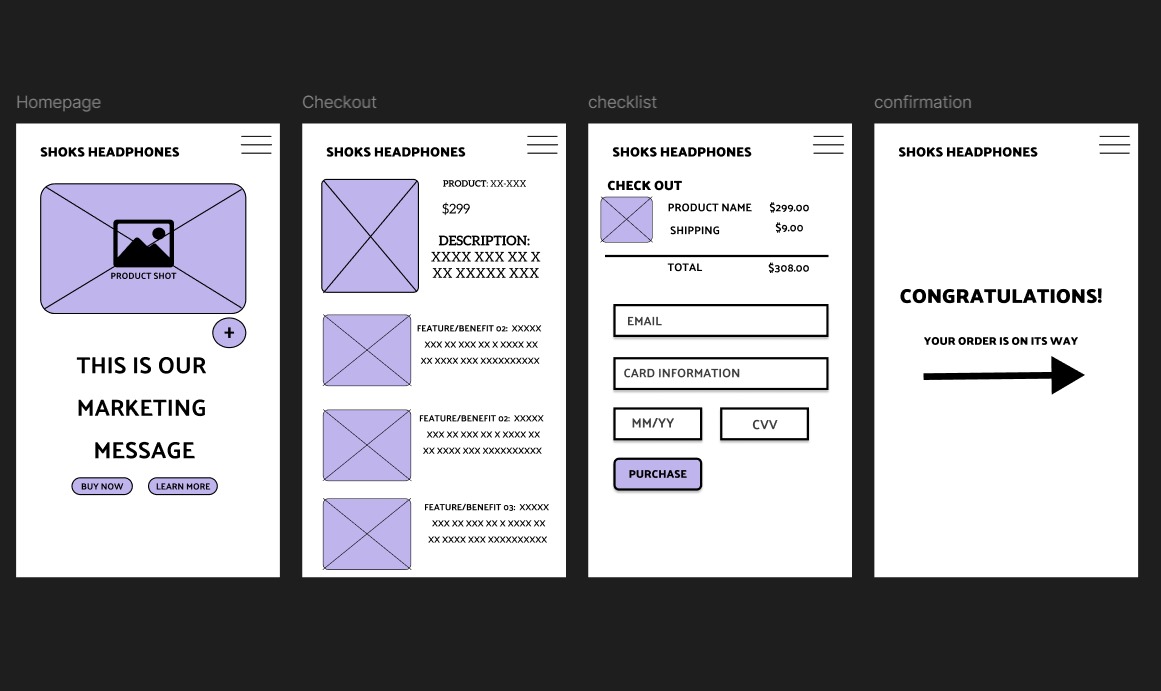 Homepage
SHOKS HEADPHONES
PRODUCT SHOT
+
THIS IS OUR
MARKETING
MESSAGE
BUY NOW
LEARN MORE
Checkout
SHOKS HEADPHONES
PRODUCT: XX-XXX
$299
DESCRIPTION:
XXXX XXX XX X
XX XXXXX XXX
FEATURE/BENEFIT 02: XXXXX
XXX XX XXX XX X XXXX XX
XX XXXX XXX XXXXXXXXXX
FEATURE/BENEFIT 02: XXXXX
XXX XX XXX XX X XXXX XX
XX XXXX XXX XXXXXXXXXX
FEATURE/BENEFIT 03: XXXXX
XXX XX XXX XX X XXXX XX
XX XXXX XXX XXXXXXXXXX
checklist
SHOKS HEADPHONES
CHECK OUT
PRODUCT NAME $299.00
SHIPPING $9.00
TOTAL $308.00
EMAIL
CARD INFORMATION
MM/YY
CVV
PURCHASE
confirmation
SHOKS HEADPHONES
CONGRATULATIONS!
YOUR ORDER IS ON ITS WAY